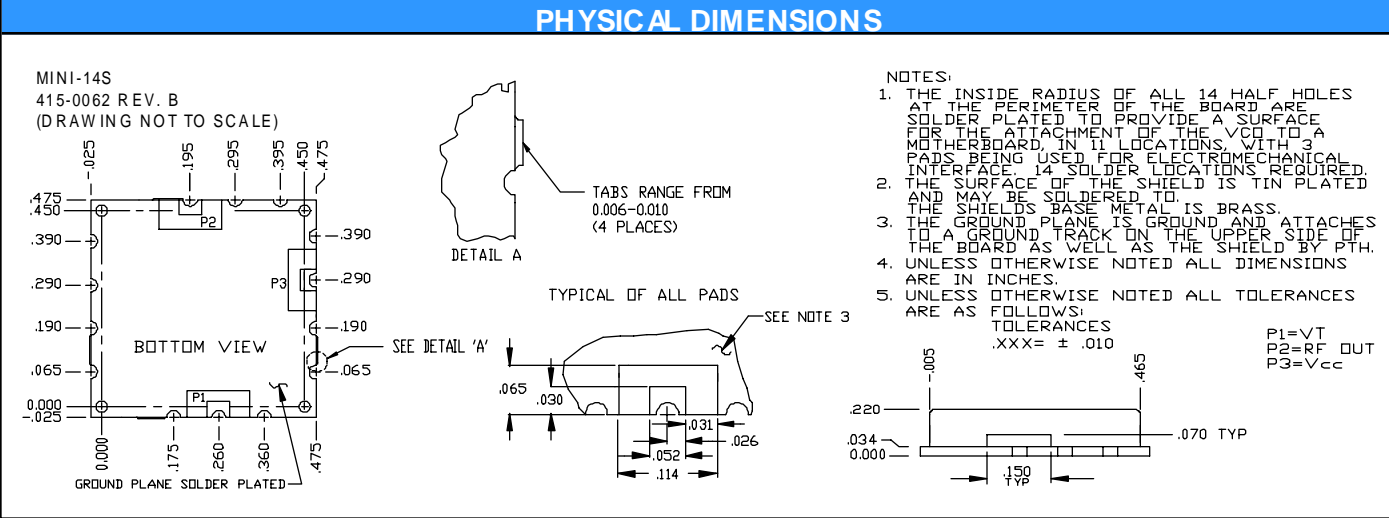 PHYSICAL DIMENSIONS
MINI-14S
415-0062 REV. B
(DRAWING NOT TO SCALE)
-.025
.195
.295
.395
.450
.475
.475
.450
.390
.290
.190
.065
0.000
-.025
P2
.390
.290
P3
.190
.065
BOTTOM VIEW
P1
SEE DETAIL 'A'
0.000
.175
.260
.360
.475
GROUND PLANE SOLDER PLATED
TABS RANGE FROM
0.006-0.010
(4 PLACES)
DETAIL A
TYPICAL OF ALL PADS
SEE NOTE 3
.065
.030
.031
.026
.052
.114
NOTES:
1. THE INSIDE RADIUS OF ALL 14 HALF HOLES
AT THE PERIMETER OF THE BOARD ARE
SOLDER PLATED TO PROVIDE A SURFACE
FOR THE ATTACHMENT OF THE VCO TO A
MOTHERBOARD, IN 11 LOCATIONS, WITH 3
PADS BEING USED FOR ELECTROMECHANICAL
INTERFACE. 14 SOLDER LOCATIONS REQUIRED.
2. THE SURFACE OF THE SHIELD IS TIN PLATED
AND MAY BE SOLDERED TO.
THE SHIELDS BASE METAL IS BRASS.
3. THE GROUND PLANE IS GROUND AND ATTACHES
TO A GROUND TRACK ON THE UPPER SIDE OF
THE BOARD AS WELL AS THE SHIELD BY PTH.
4. UNLESS OTHERWISE NOTED ALL DIMENSIONS
ARE IN INCHES.
5. UNLESS OTHERWISE NOTED ALL TOLERANCES
ARE AS FOLLOWS:
TOLERANCES
.XXX= ± .010
P1=VT
P2=RF OUT
P3=Vcc
.005
.465
.220
.034
0.000
.070 TYP
.150
TYP